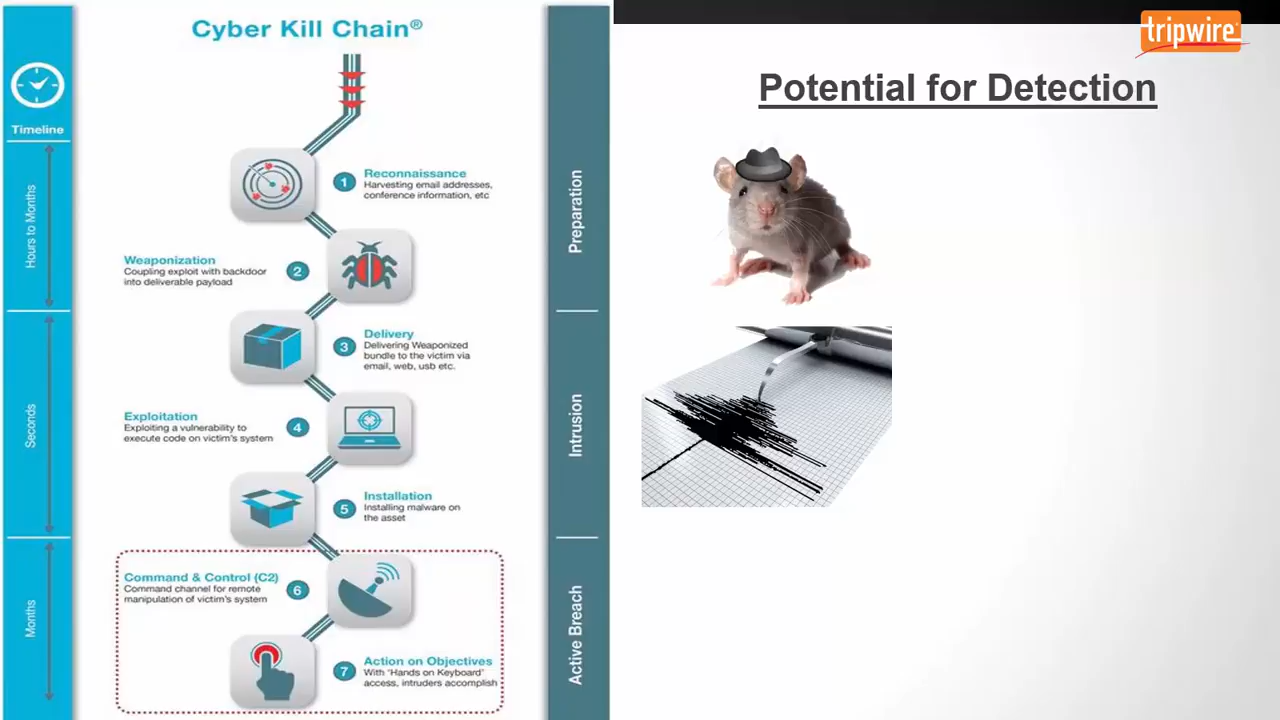 Cyber Kill Chain®
Timeline
Hours to Months
Seconds
Months
1
Reconnaissance
Harvesting email addresses,
conference information, etc
Weaponization
Coupling exploit with backdoor
into deliverable payload
2
3
Delivery
Delivering Weaponized
bundle to the victim via
email, web, usb etc.
Exploitation
Exploiting a vulnerability to
execute code on victim's system
4
5
Installation
Installing malware on
the asset
Command & Control (C2)
Command channel for remote
manipulation of victim's system
6
7
Action on Objectives
With 'Hands on Keyboard'
access, intruders accomplish
Preparation
Intrusion
Active Breach
tripwire
Potential for Detection